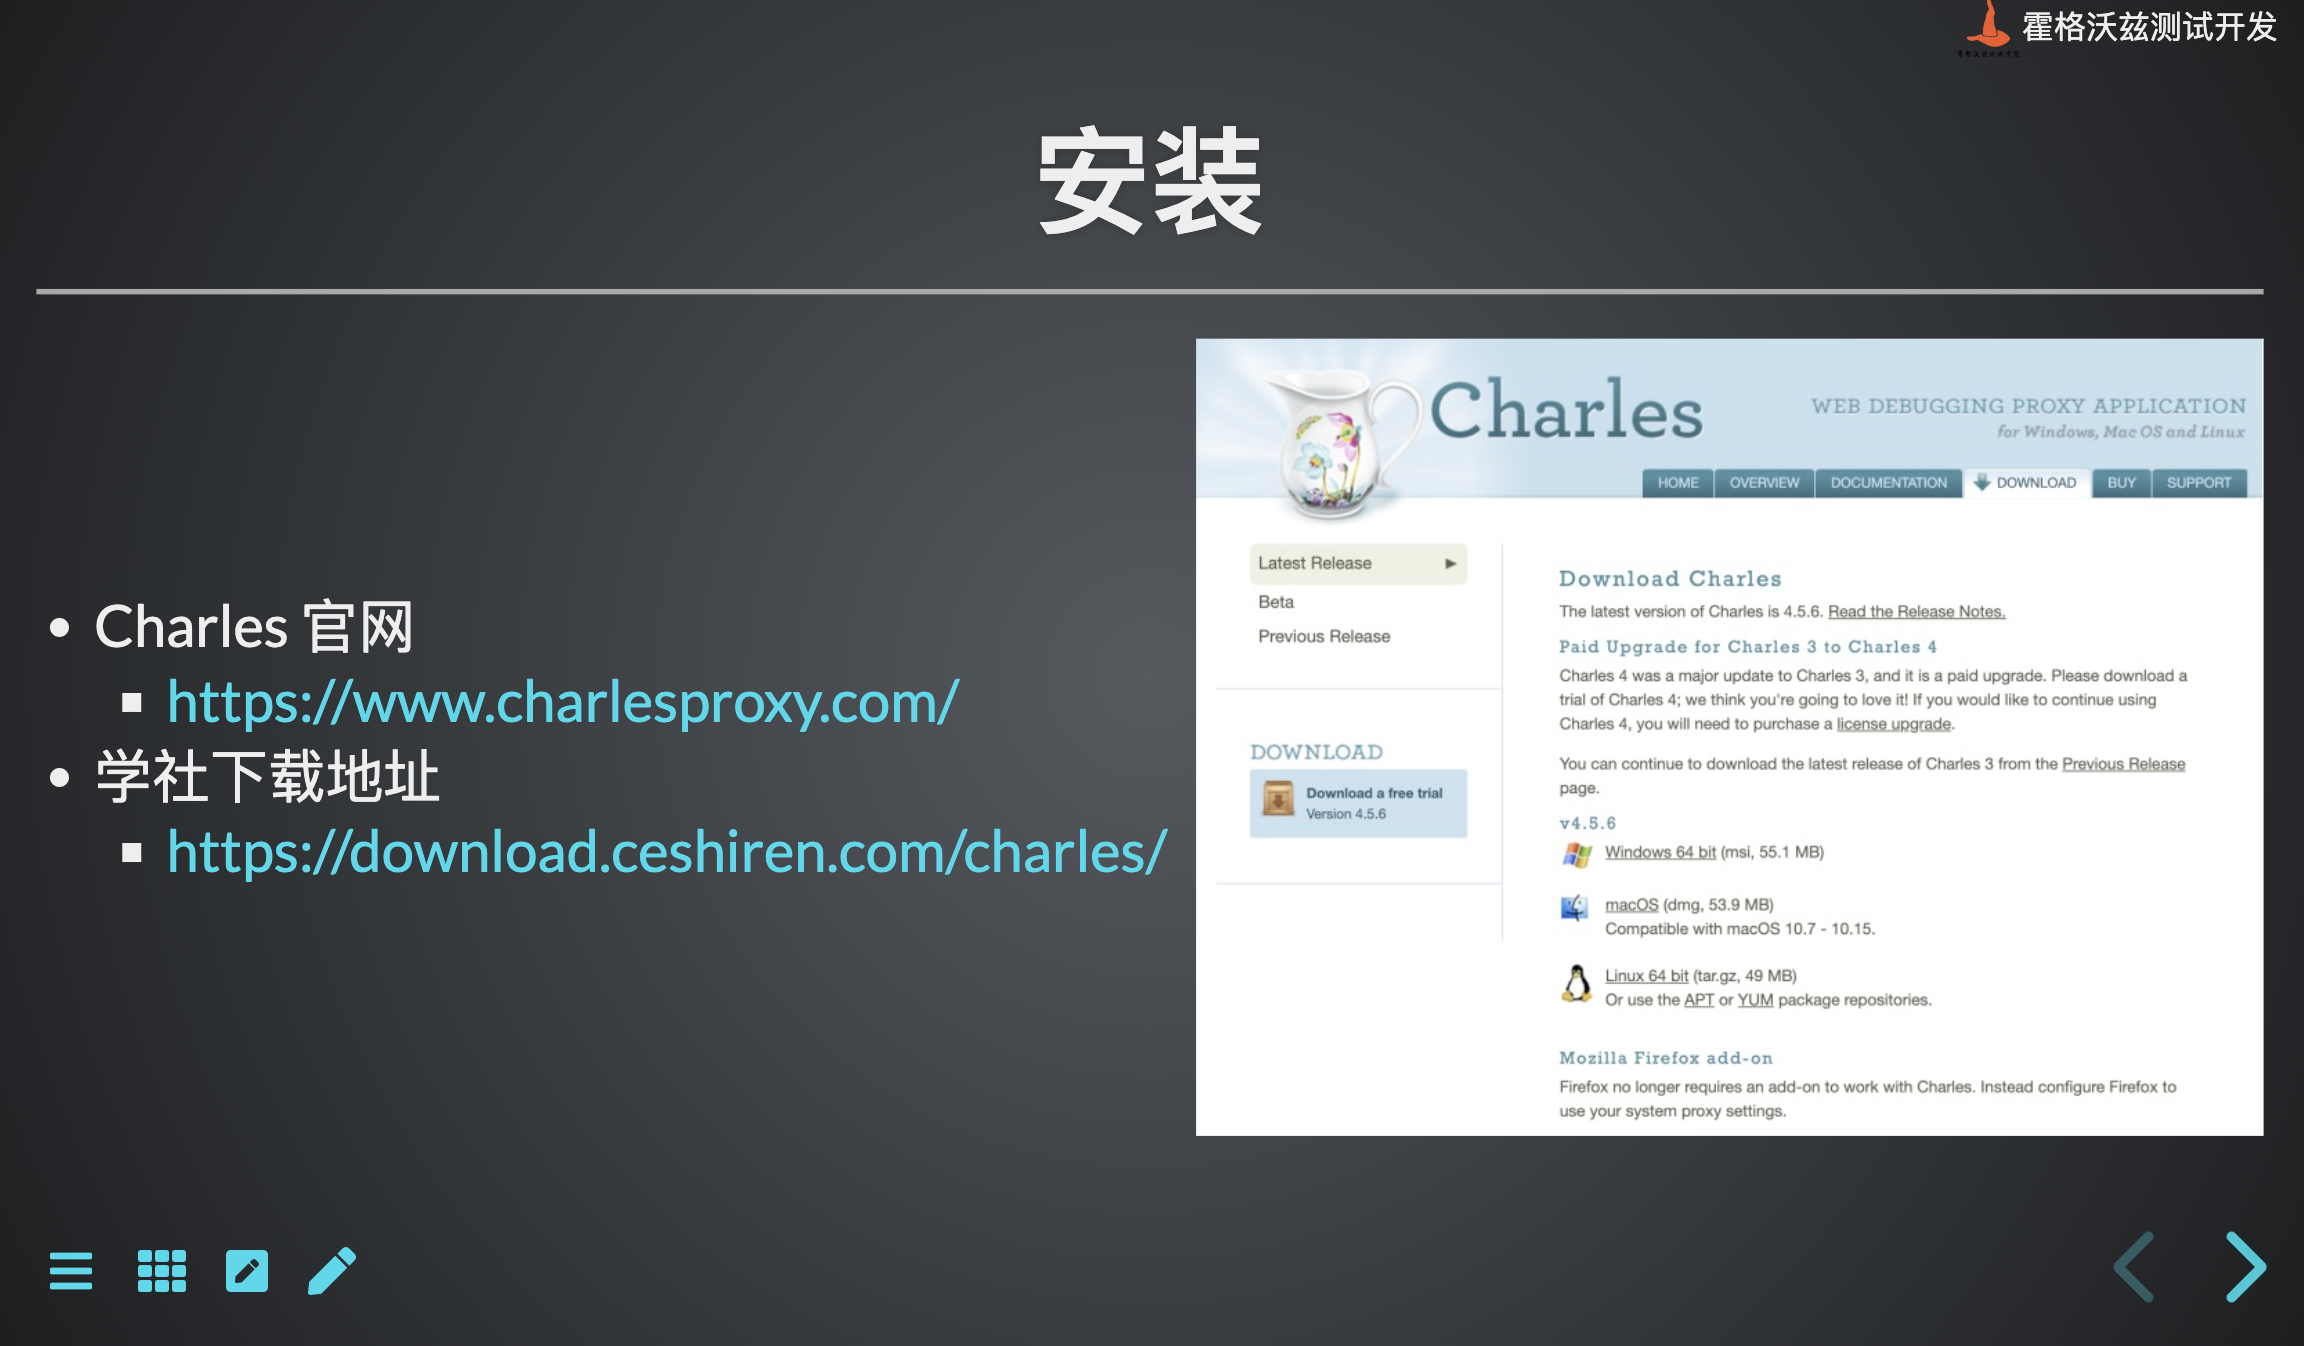 霍格沃兹测试开发
霍格沃兹测试学院
安装
Charles 官网
https://www.charlesproxy.com/
学社下载地址
https://download.ceshiren.com/charles/
Charles
WEB DEBUGGING PROXY APPLICATION
for Windows, Mac OS and Linux
HOME OVERVIEW DOCUMENTATION DOWNLOAD BUY SUPPORT
Latest Release
Beta
Previous Release
DOWNLOAD
Download a free trial
Version 4.5.6
Download Charles
The latest version of Charles is 4.5.6. Read the Release Notes.
Paid Upgrade for Charles 3 to Charles 4
Charles 4 was a major update to Charles 3, and it is a paid upgrade. Please download a
trial of Charles 4; we think you're going to love it! If you would like to continue using
Charles 4, you will need to purchase a license upgrade.
You can continue to download the latest release of Charles 3 from the Previous Release
page.
v4.5.6
Windows 64 bit (msi, 55.1 MB)
macOS (dmg, 53.9 MB)
Compatible with macOS 10.7 - 10.15.
Linux 64 bit (tar.gz, 49 MB)
Or use the APT or YUM package repositories.
Mozilla Firefox add-on
Firefox no longer requires an add-on to work with Charles. Instead configure Firefox to
use your system proxy settings.